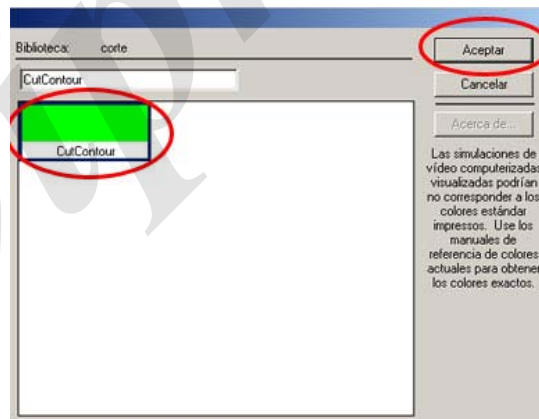 Biblioteca: corte
Aceptar
CutContour
Cancelar
CutContour
Acerca de...
Las simulaciones de
vídeo computerizadas
visualizadas podrían
no corresponder a los
colores estándar
impressos. Use los
manuales de
referencia de colores
actuales para obtener
los colores exactos.